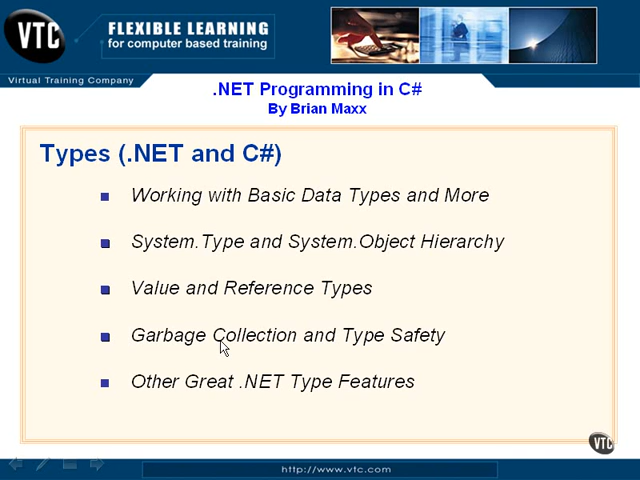 VTC
FLEXIBLE LEARNING
for computer based training
Virtual Training Company
.NET Programming in C#
By Brian Maxx
Types (.NET and C#)
Working with Basic Data Types and More
System.Type and System.Object Hierarchy
Value and Reference Types
Garbage Collection and Type Safety
Other Great .NET Type Features
VTC
http://www.vtc.com